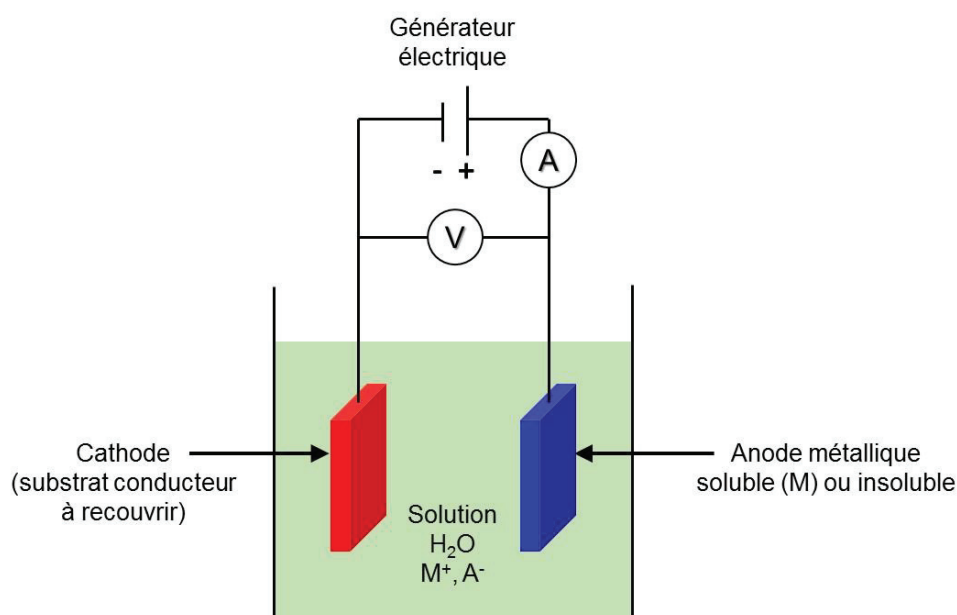 Générateur
électrique
A
- +
V
Cathode
(substrat conducteur
à recouvrir)
Solution
H₂O
M⁺, A⁻
Anode métallique
soluble (M) ou insoluble